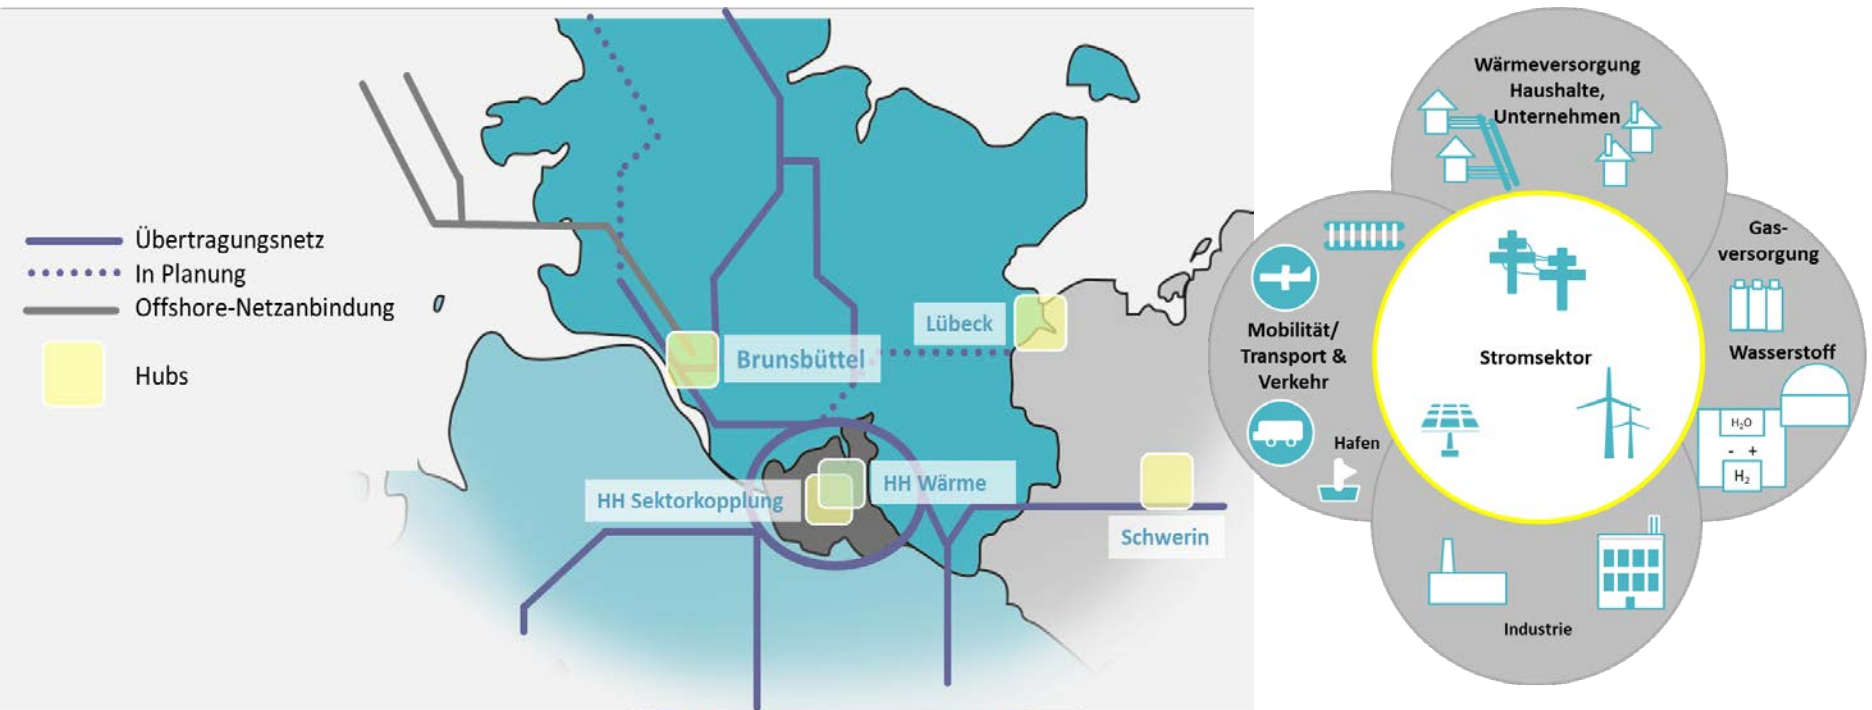 Übertragungsnetz
In Planung
Offshore-Netzanbindung
Hubs
Lübeck
Brunsbüttel
HH Wärme
HH Sektorkopplung
Schwerin
Wärmeversorgung
Haushalte,
Unternehmen
Gas-
versorgung
Wasserstoff
H₂O
- +
H₂
Mobilität/
Transport &
Verkehr
Hafen
Stromsektor
Industrie